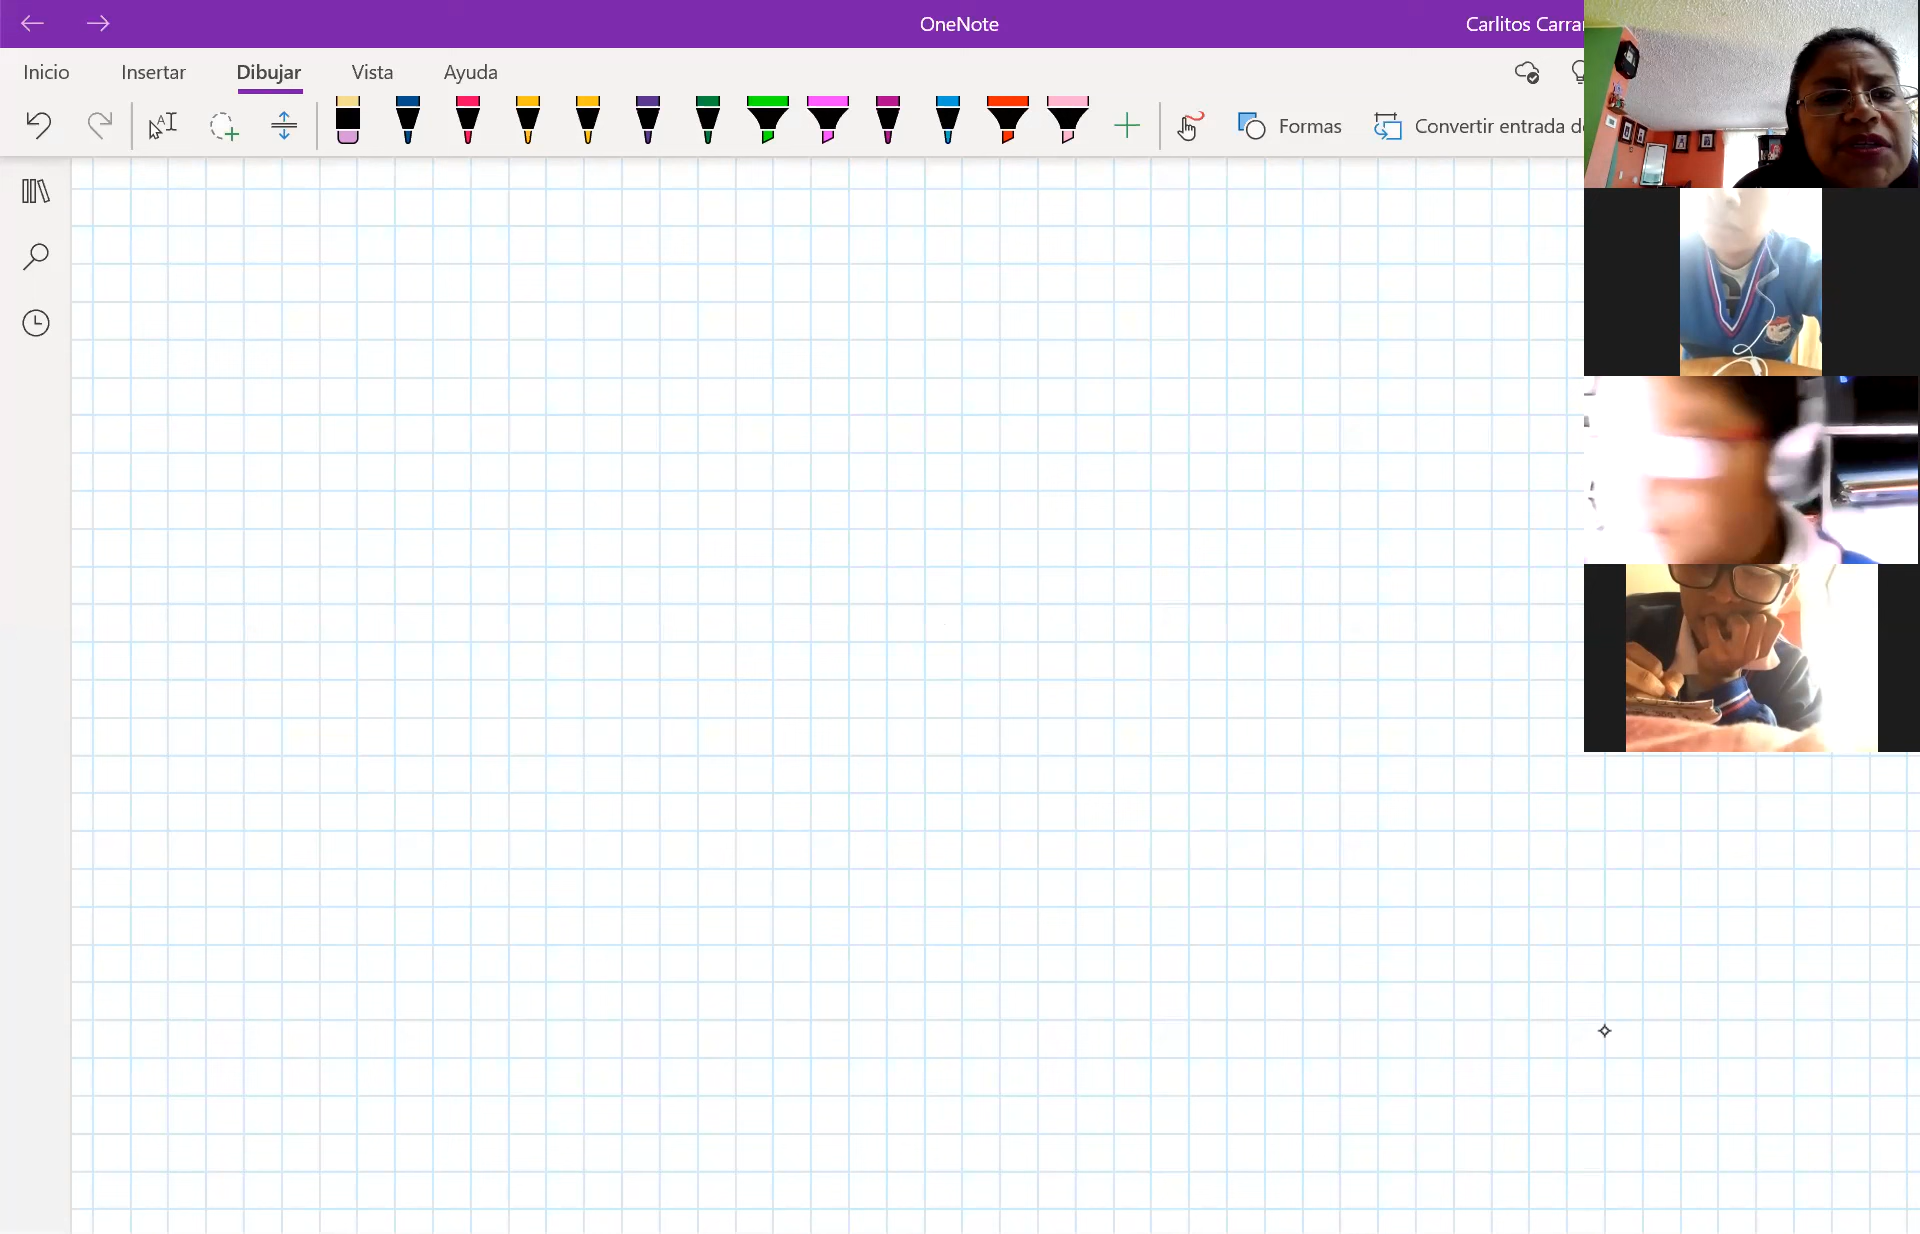 OneNote
Carlitos Carra
Inicio Insertar Dibujar Vista Ayuda
Formas Convertir entrada d